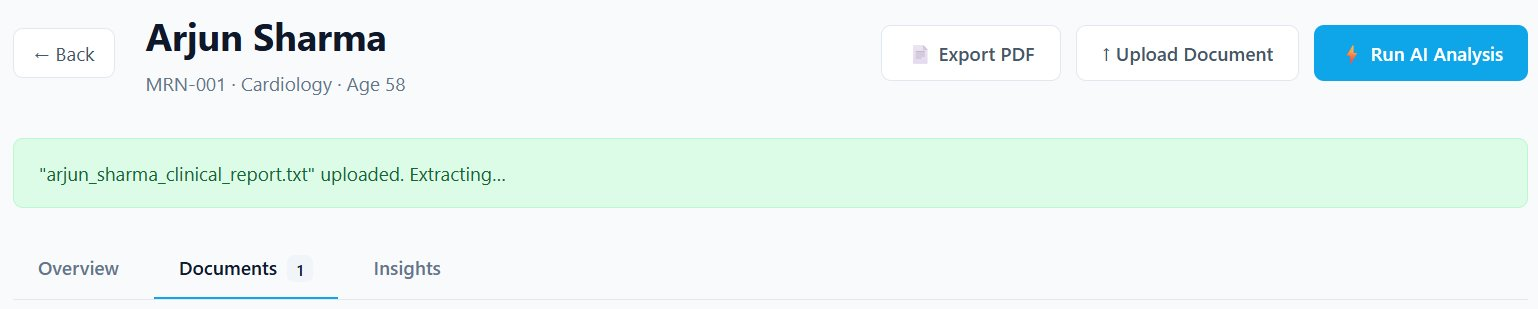 ← Back
Arjun Sharma
MRN-001 · Cardiology · Age 58
Export PDF
↑ Upload Document
Run AI Analysis
"arjun_sharma_clinical_report.txt" uploaded. Extracting...
Overview
Documents 1
Insights